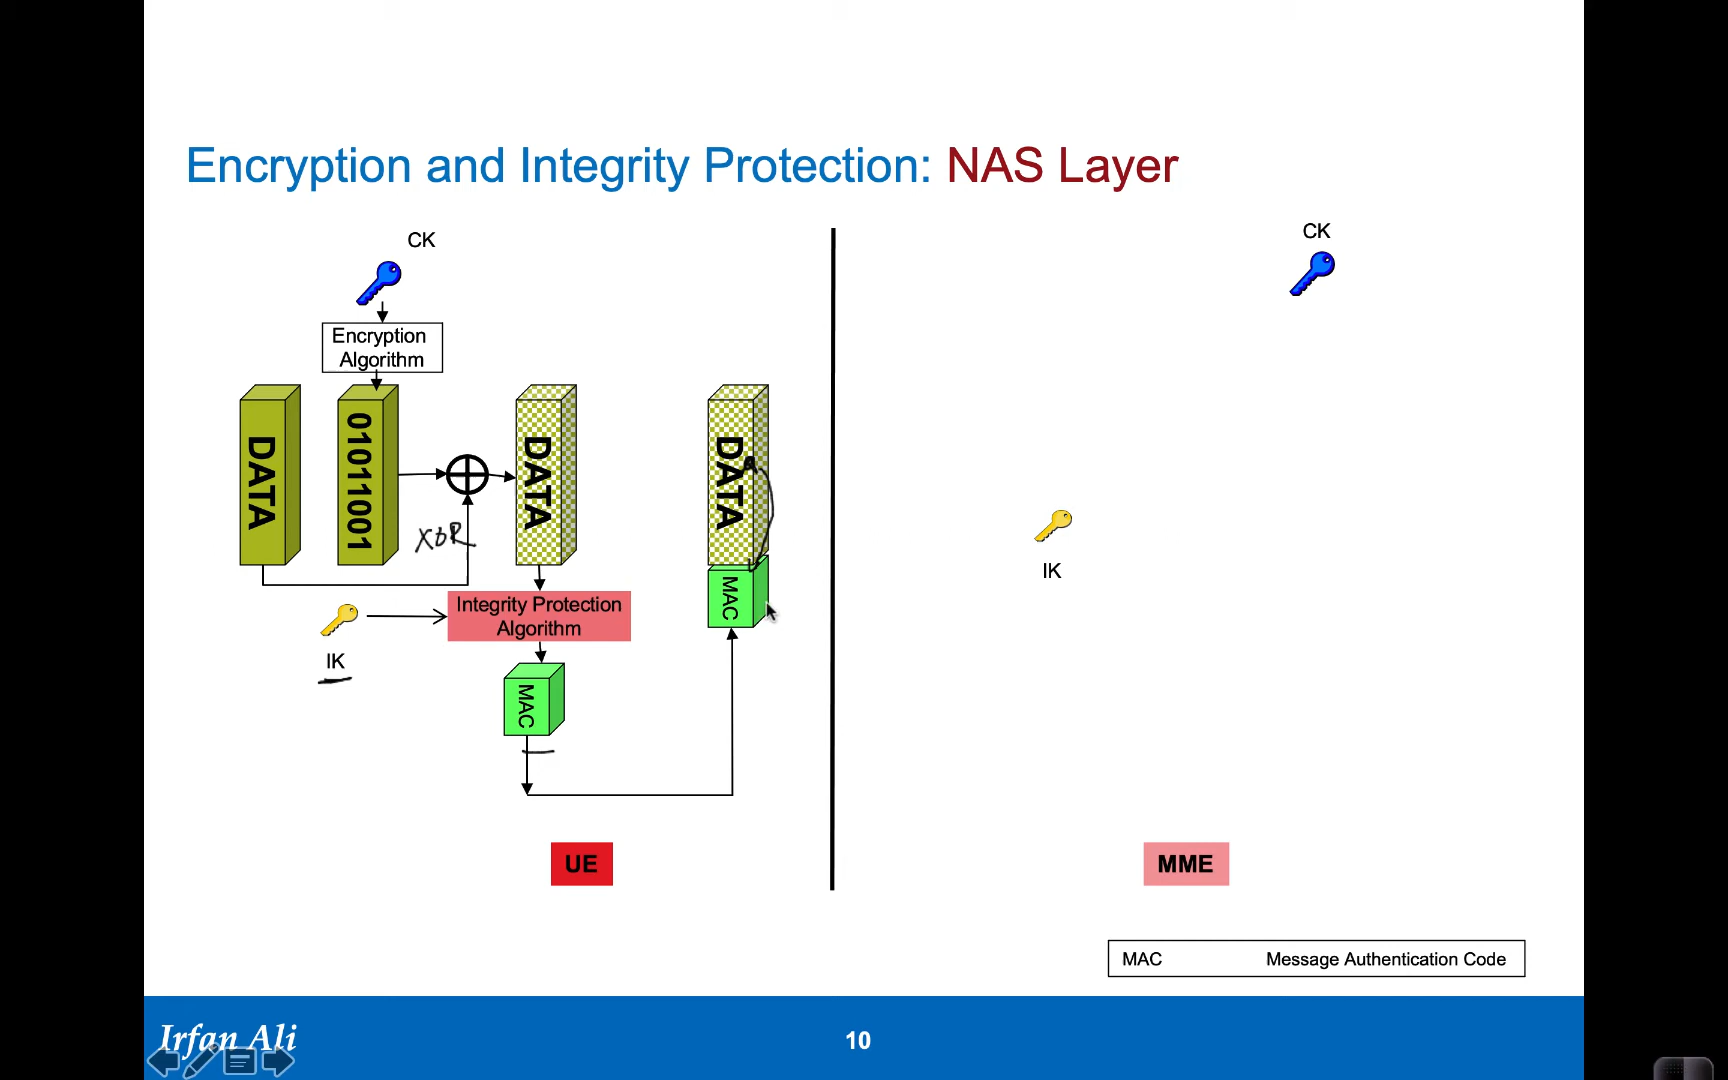 Encryption and Integrity Protection: NAS Layer
CK
CK
Encryption
Algorithm
DATA
01011001
DATA
DATA
XOR
MAC
Integrity Protection
Algorithm
IK
IK
MAC
UE
MME
MAC Message Authentication Code
Irfan Ali
10